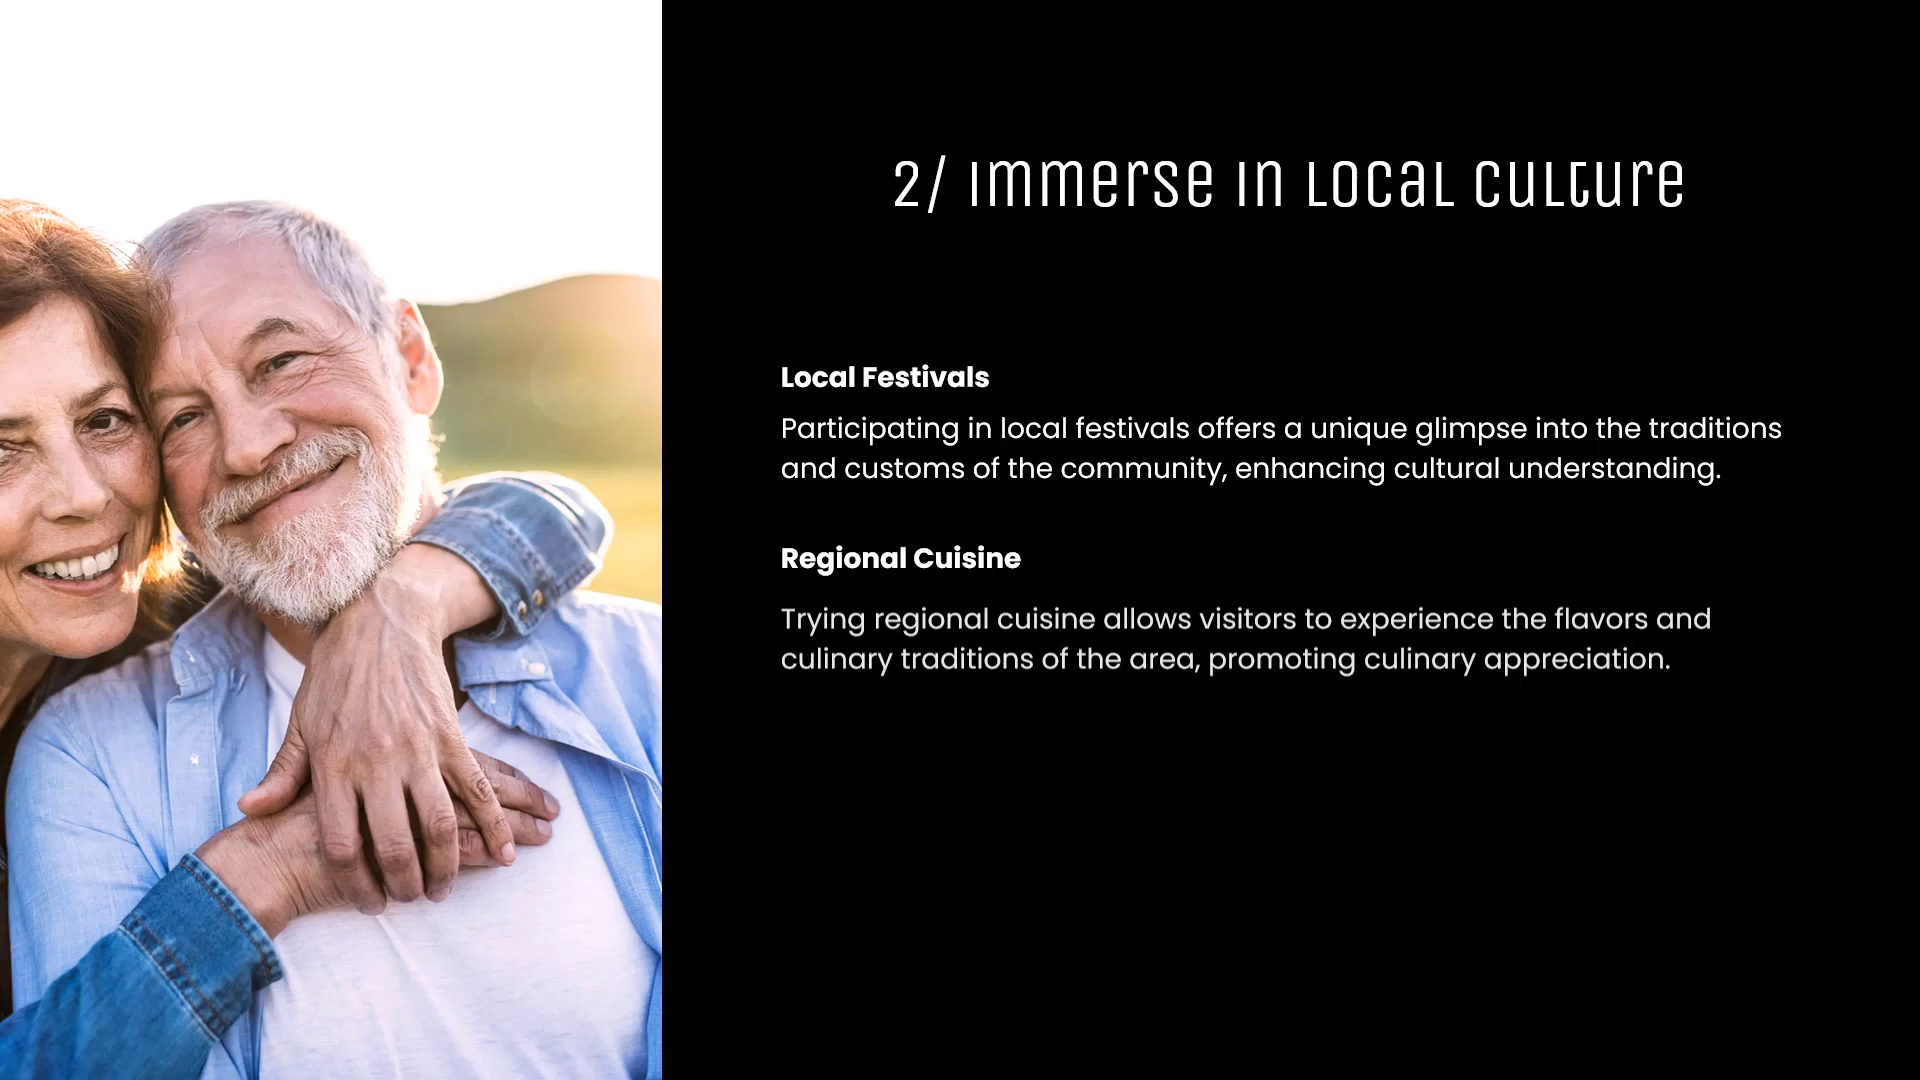 2/ Immerse in Local Culture
Local Festivals
Participating in local festivals offers a unique glimpse into the traditions
and customs of the community, enhancing cultural understanding.
Regional Cuisine
Trying regional cuisine allows visitors to experience the flavors and
culinary traditions of the area, promoting culinary appreciation.